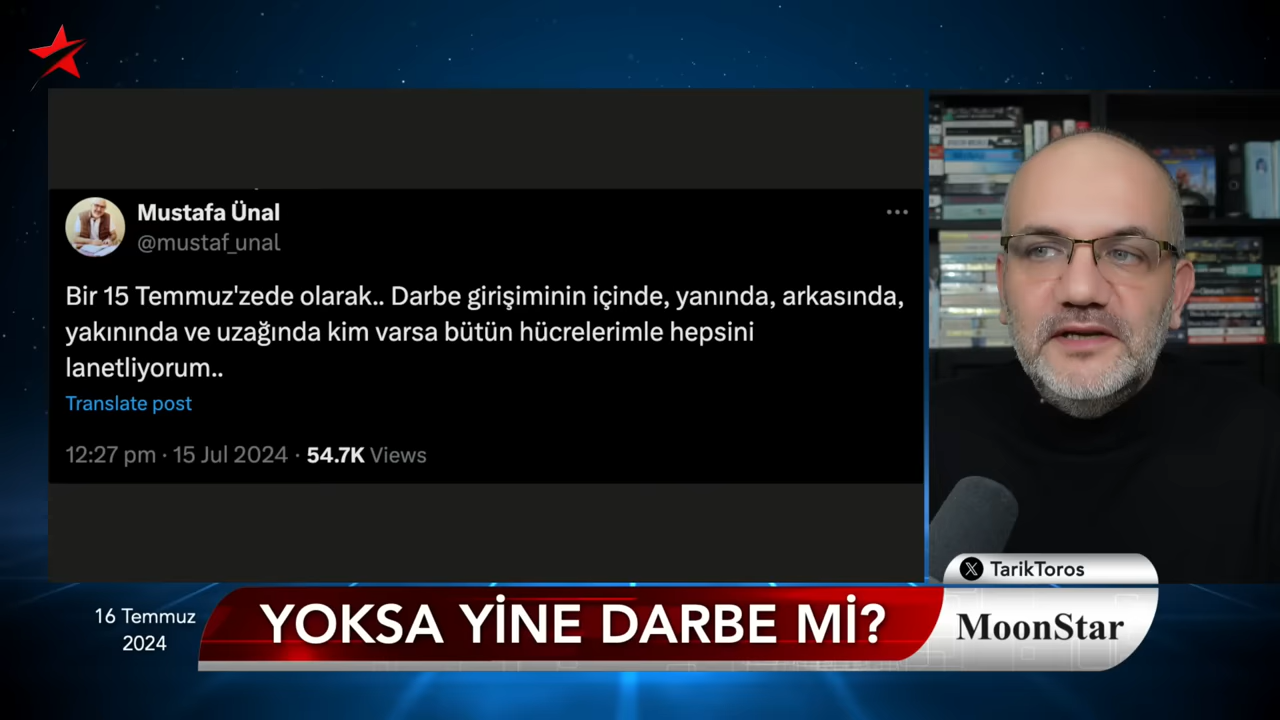 Mustafa Ünal
@mustaf_unal
Bir 15 Temmuz'zede olarak.. Darbe girişiminin içinde, yanında, arkasında,
yakınında ve uzağında kim varsa bütün hücrelerimle hepsini
lanetliyorum..
Translate post
12:27 pm · 15 Jul 2024 · 54.7K Views
TarikToros
16 Temmuz
2024
YOKSA YİNE DARBE Mİ?
MoonStar